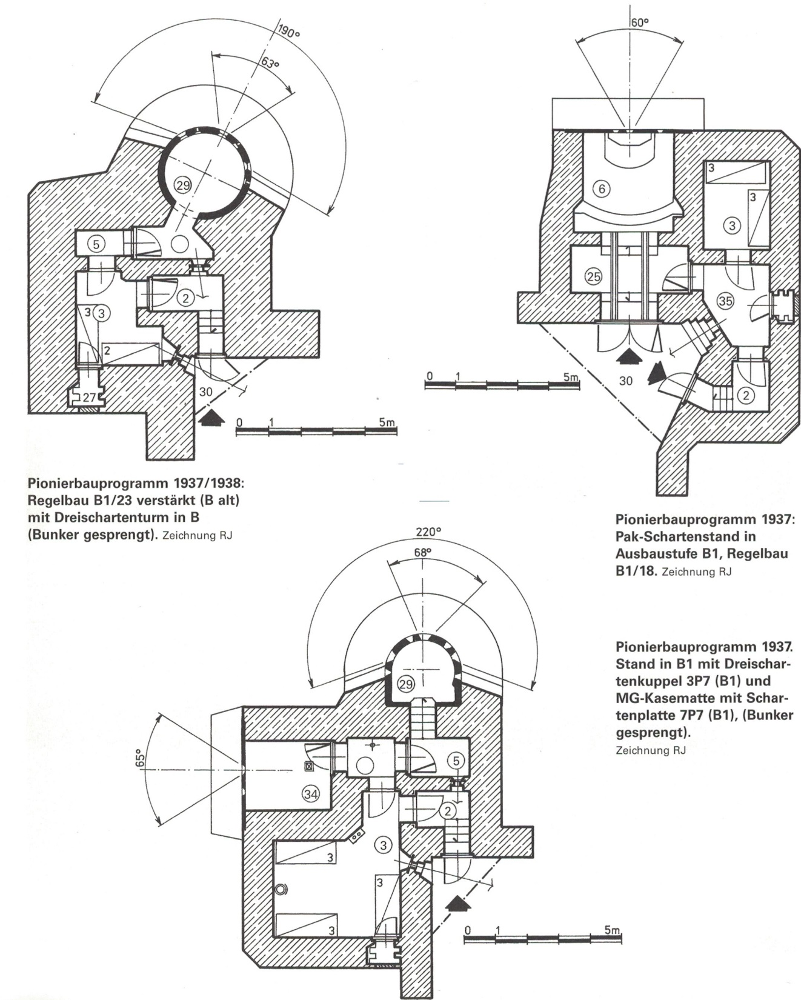 190°
63°
29
5
2
3
3
2
27
30
0 1 5m
Pionierbauprogramm 1937/1938:
Regelbau B1/23 verstärkt (B alt)
mit Dreischartenturm in B
(Bunker gesprengt). Zeichnung RJ
60°
6
3
3
3
25
35
30
2
0 1 5m
Pionierbauprogramm 1937:
Pak-Schartenstand in
Ausbaustufe B1, Regelbau
B1/18. Zeichnung RJ
220°
68°
29
65°
5
34
2
3
3
3
3
0 1 5m
Pionierbauprogramm 1937.
Stand in B1 mit Dreischar-
tenkuppel 3P7 (B1) und
MG-Kasematte mit Schar-
tenplatte 7P7 (B1), (Bunker
gesprengt).
Zeichnung RJ